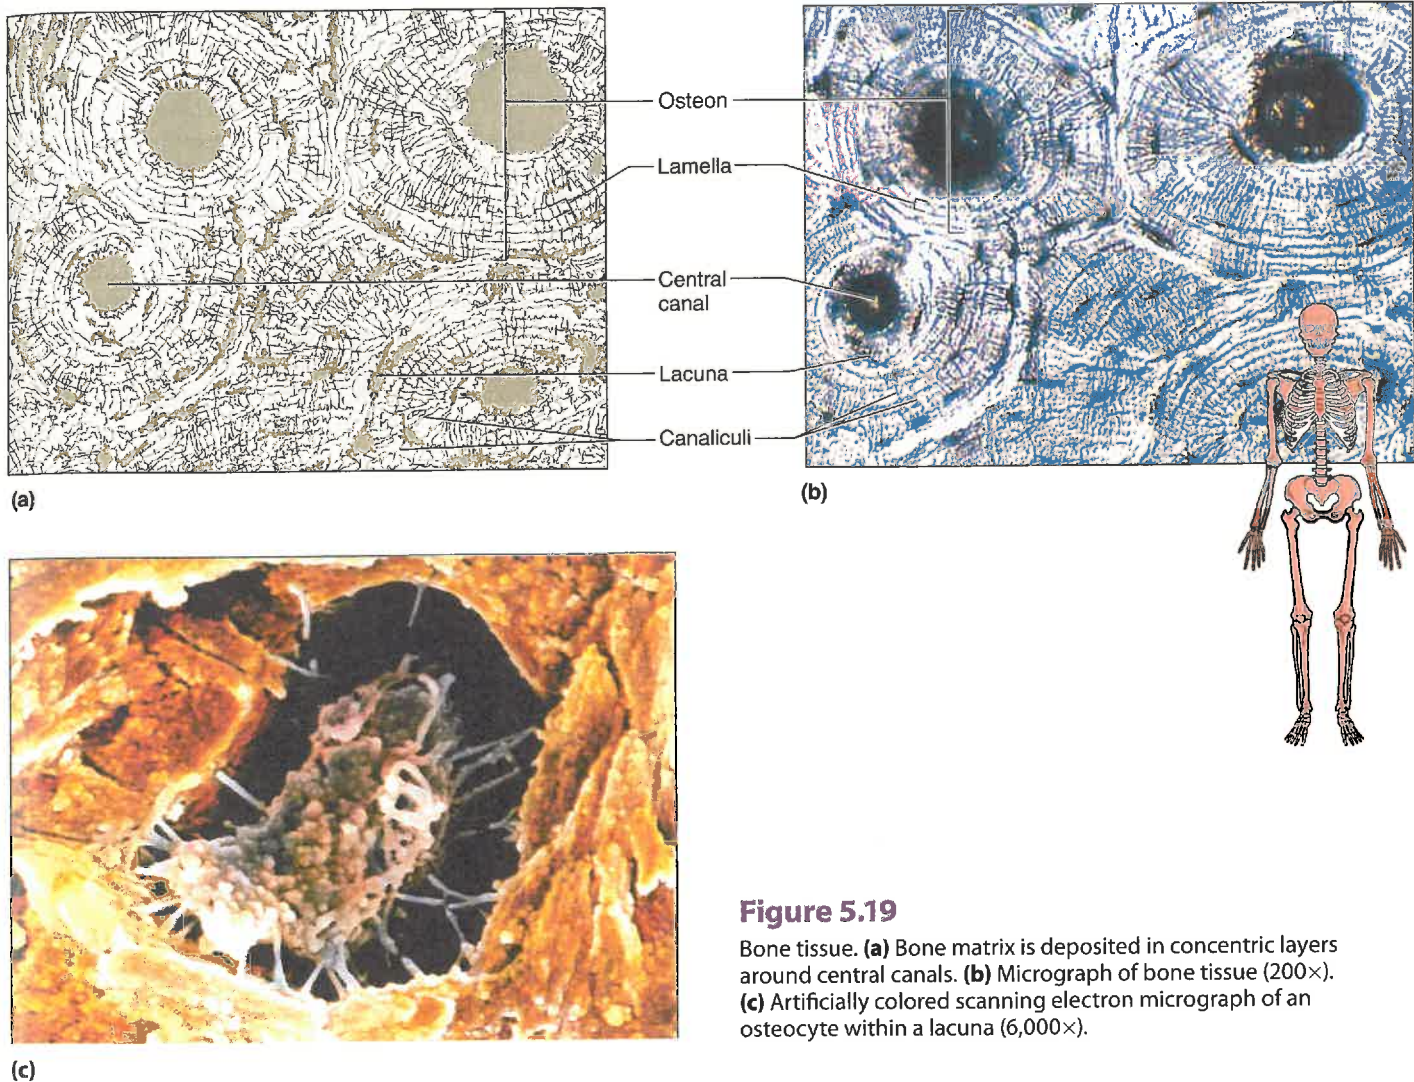 Osteon
Lamella
Central
canal
Lacuna
Canaliculi
(a)
(b)
(c)
Figure 5.19
Bone tissue. (a) Bone matrix is deposited in concentric layers
around central canals. (b) Micrograph of bone tissue (200×).
(c) Artificially colored scanning electron micrograph of an
osteocyte within a lacuna (6,000×).